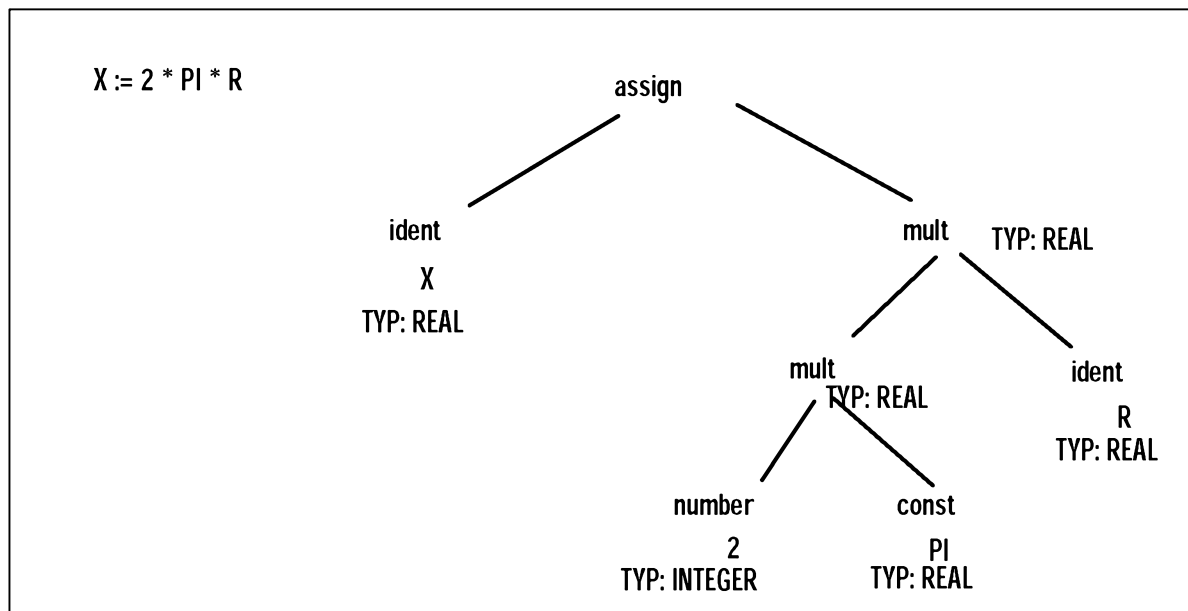 X := 2 * PI * R
assign
ident
X
TYP: REAL
mult
TYP: REAL
mult
TYP: REAL
ident
R
TYP: REAL
number
2
TYP: INTEGER
const
PI
TYP: REAL